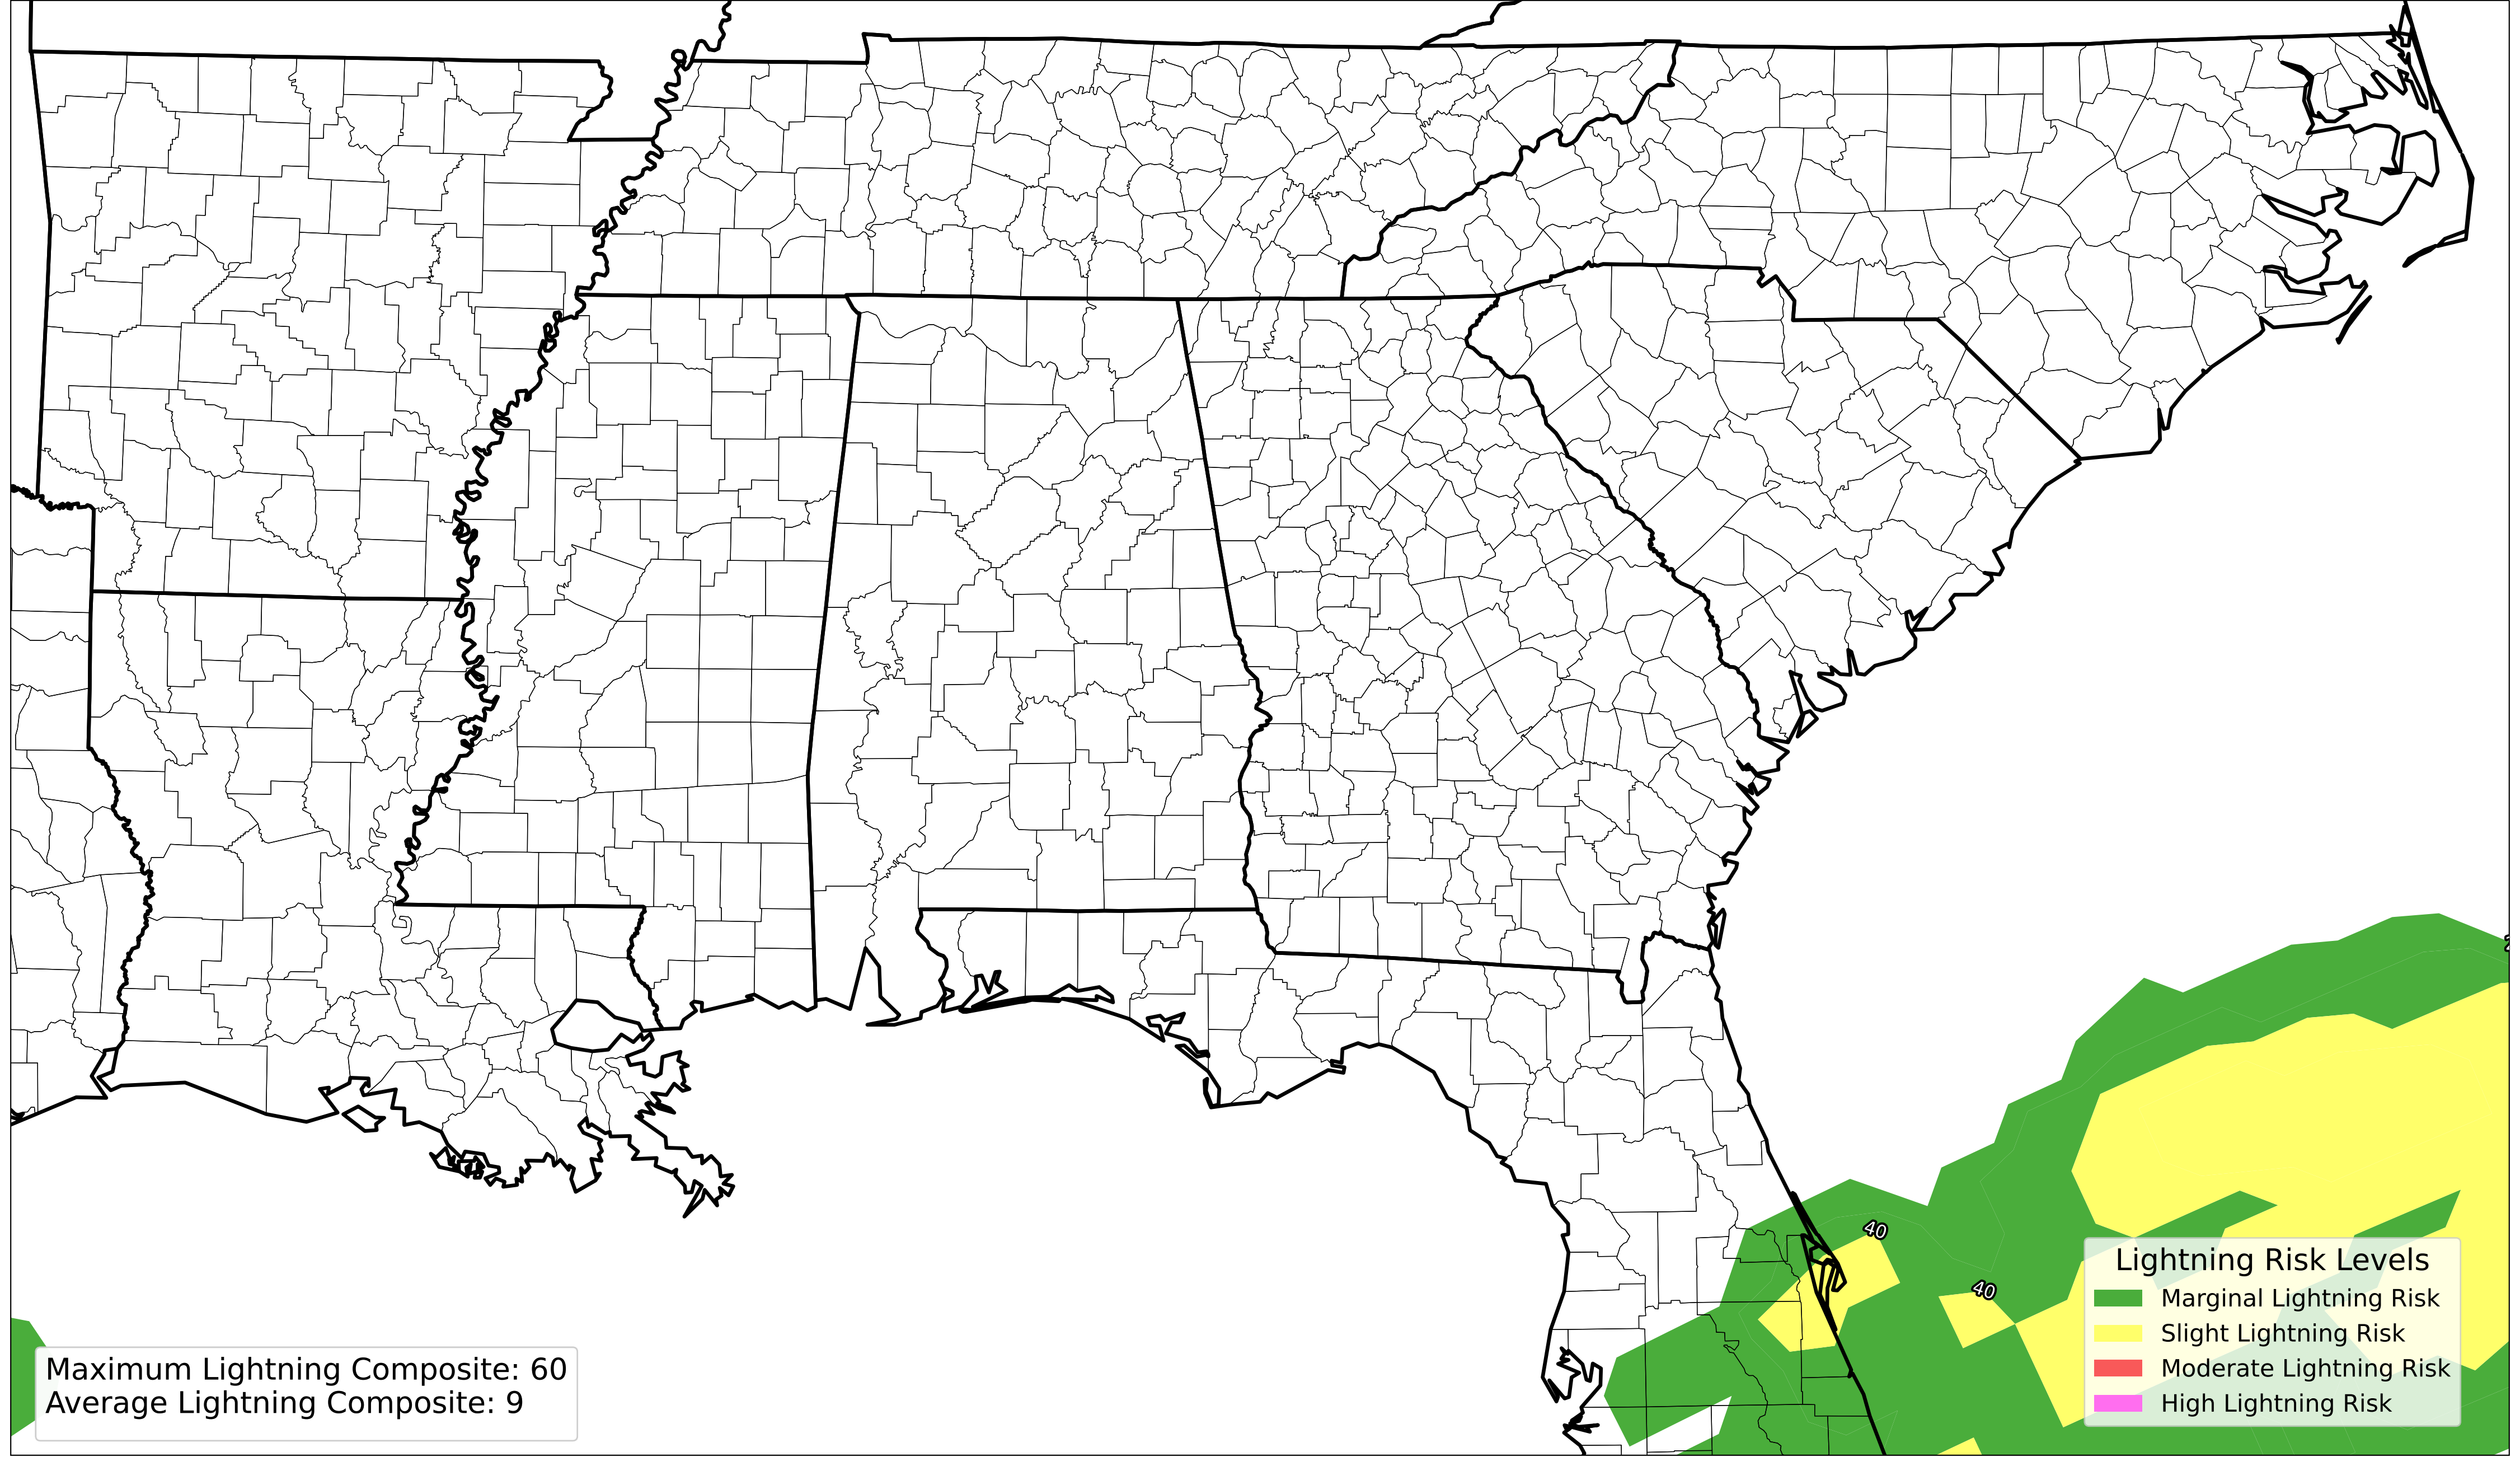 40
40
Lightning Risk Levels
Marginal Lightning Risk
Slight Lightning Risk
Moderate Lightning Risk
High Lightning Risk
Maximum Lightning Composite: 60
Average Lightning Composite: 9